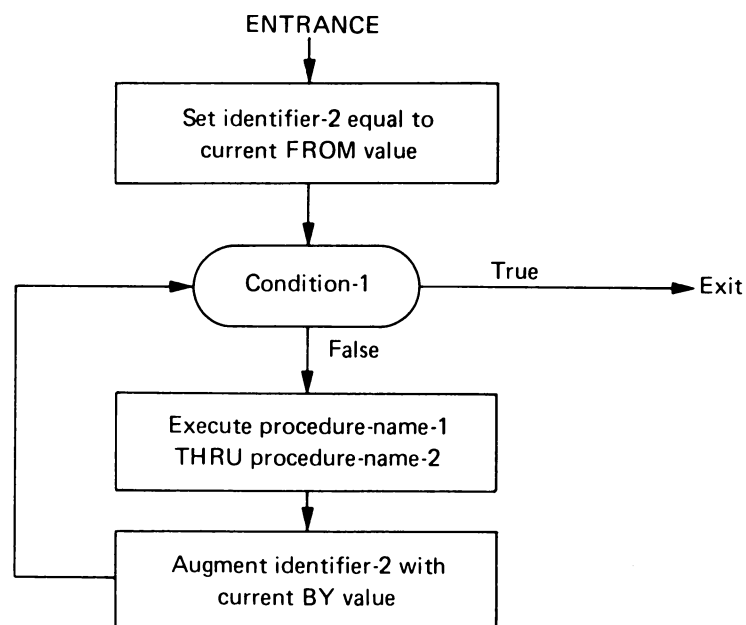 ENTRANCE
Set identifier-2 equal to
current FROM value
Condition-1
True
Exit
False
Execute procedure-name-1
THRU procedure-name-2
Augment identifier-2 with
current BY value